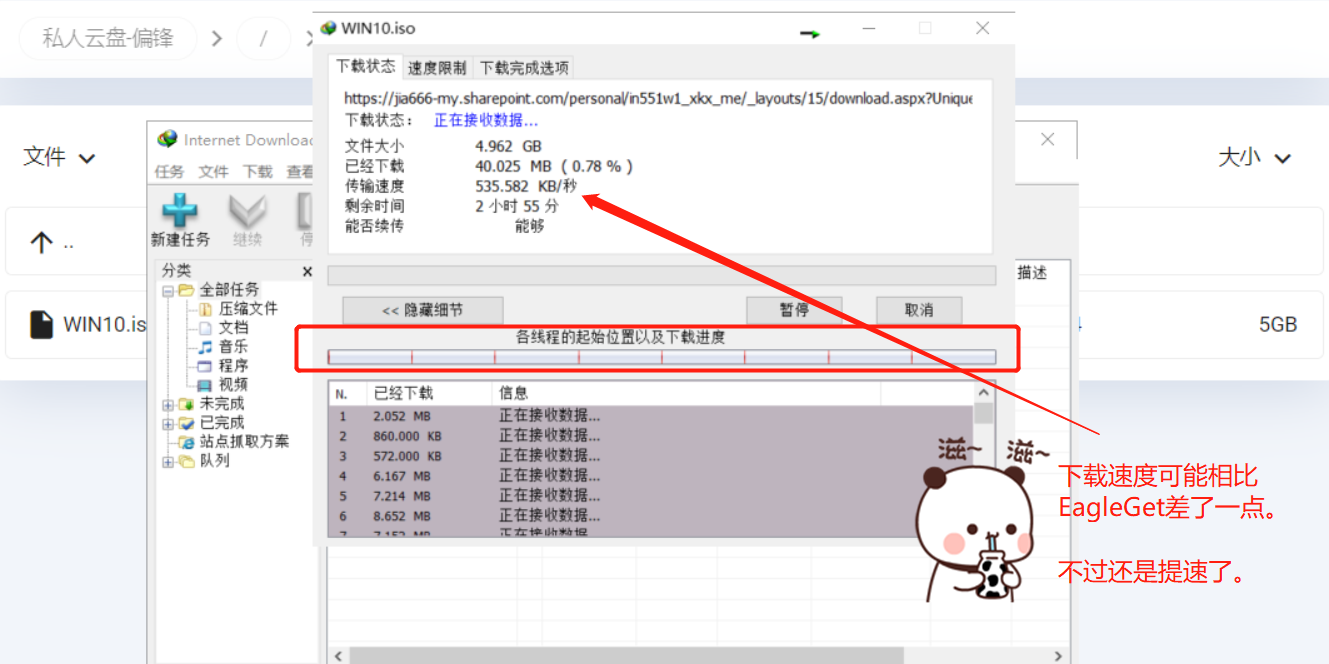 私人云盘-偏锋 > / >
WIN10.iso
下载状态 速度限制 下载完成选项
https://jia666-my.sharepoint.com/personal/in551w1_xkx_me/_layouts/15/download.aspx?Unique
下载状态： 正在接收数据...
文件大小 4.962 GB
已经下载 40.025 MB ( 0.78 % )
传输速度 535.582 KB/秒
剩余时间 2 小时 55 分
能否续传 能够
<< 隐藏细节 暂停 取消
各线程的起始位置以及下载进度
N. 已经下载 信息
1 2.052 MB 正在接收数据...
2 860.000 KB 正在接收数据...
3 572.000 KB 正在接收数据...
4 6.167 MB 正在接收数据...
5 7.214 MB 正在接收数据...
6 8.652 MB 正在接收数据...
文件
大小
Internet Downloa
任务 文件 下载 查看
新建任务 继续
..
分类
描述
全部任务
压缩文件
文档
音乐
程序
视频
未完成
已完成
站点抓取方案
队列
WIN10.is
5GB
滋~ 滋~
下载速度可能相比
EagleGet差了一点。
不过还是提速了。